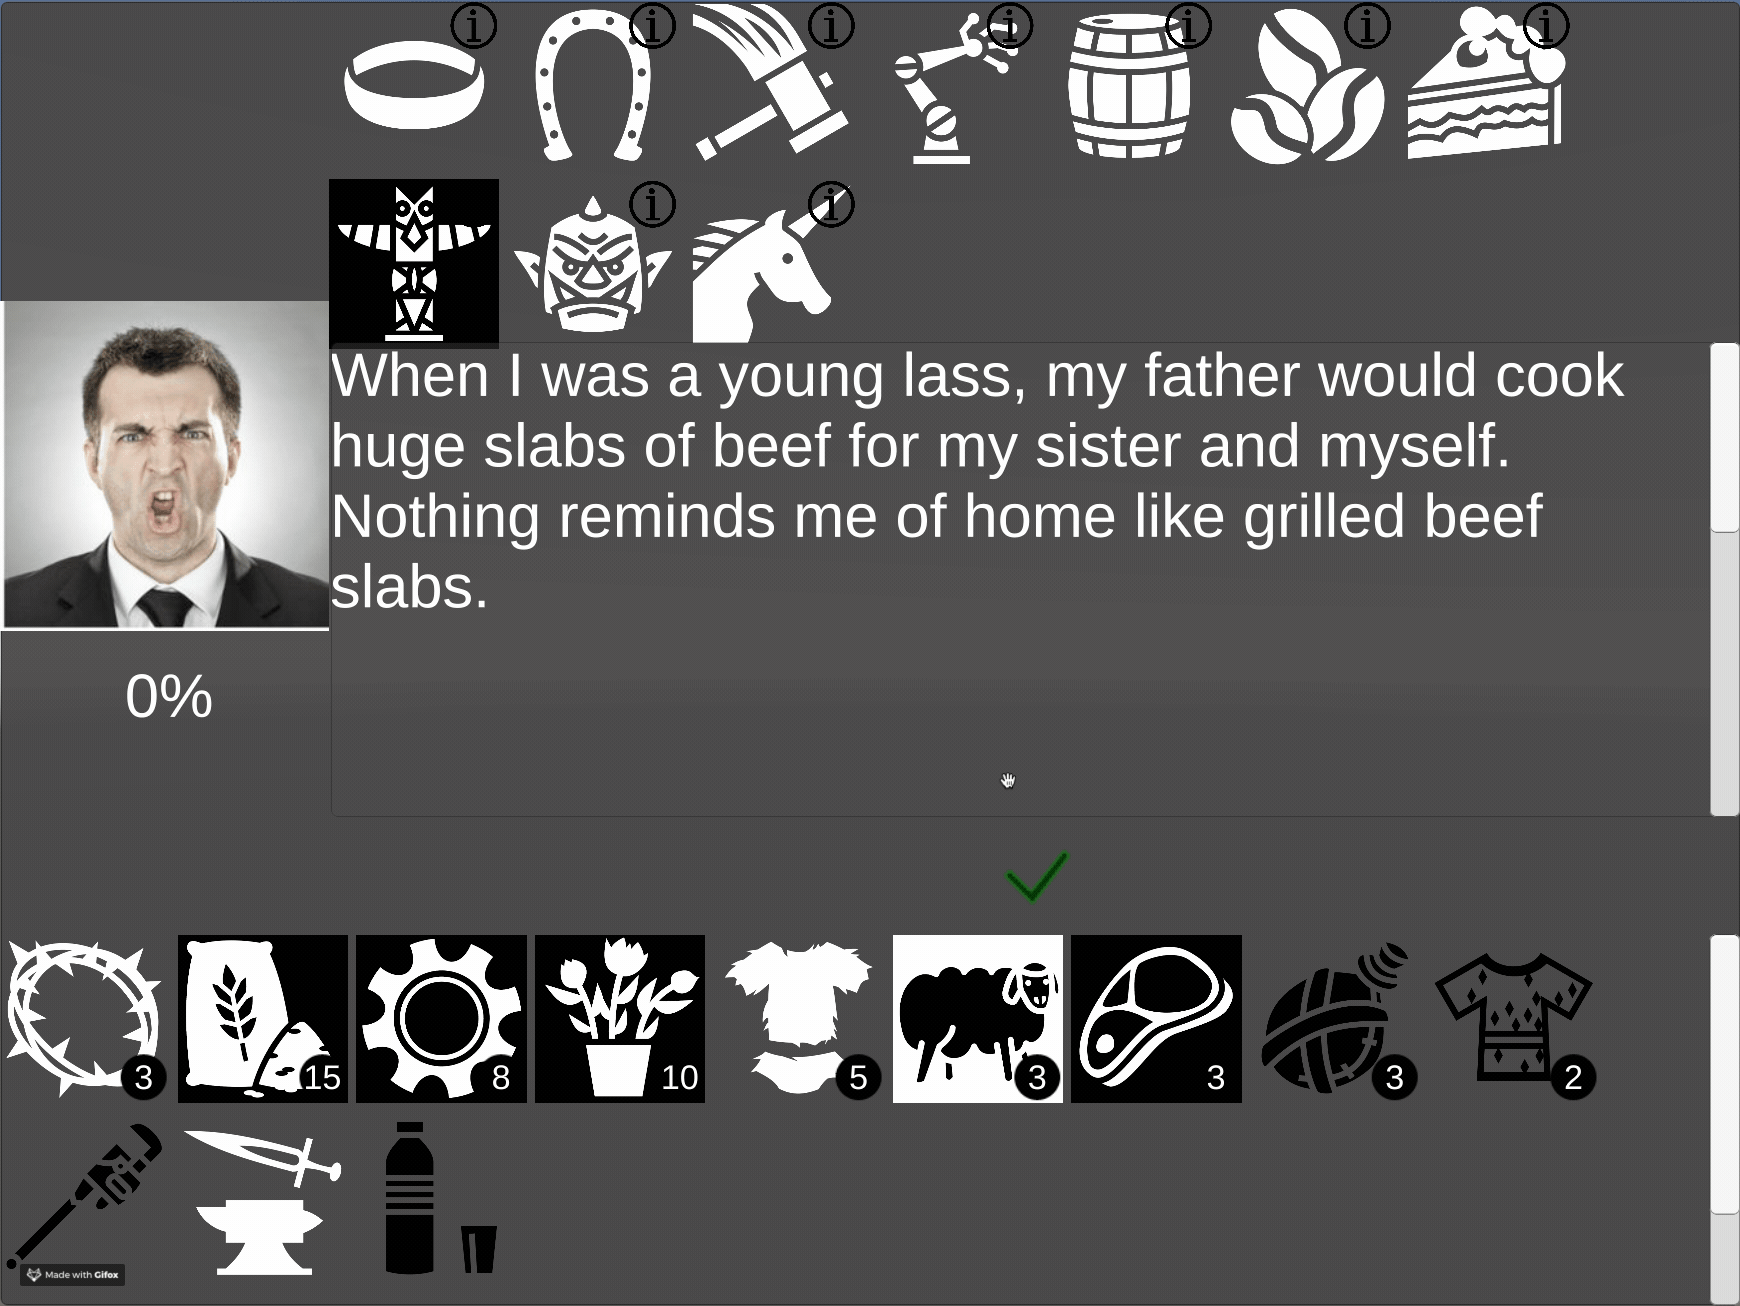 When I was a young lass, my father would cook
huge slabs of beef for my sister and myself.
Nothing reminds me of home like grilled beef
slabs.
0%
3 15 8 10 5 3 3 3 2
Made with Gifox